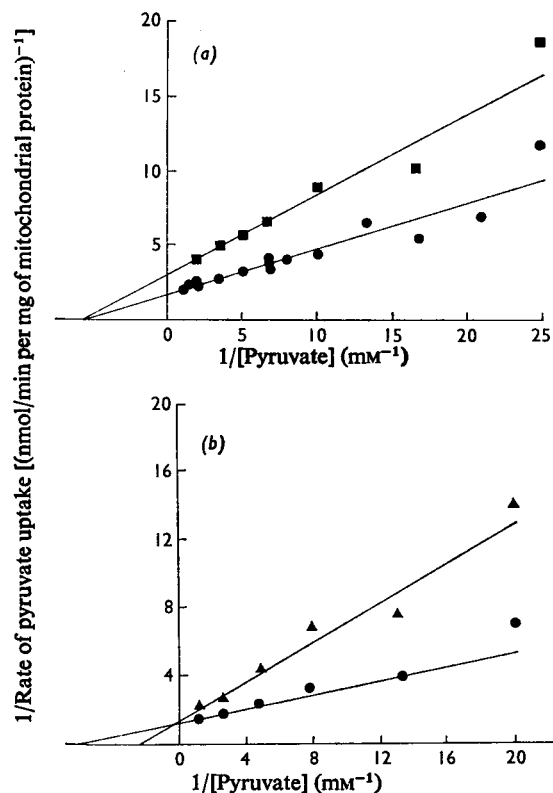 1/Rate of pyruvate uptake [(nmol/min per mg of mitochondrial protein)⁻¹]
(a)
20
15
10
5
0 5 10 15 20 25
1/[Pyruvate] (mM⁻¹)
(b)
20
16
12
8
4
0 4 8 12 16 20
1/[Pyruvate] (mM⁻¹)